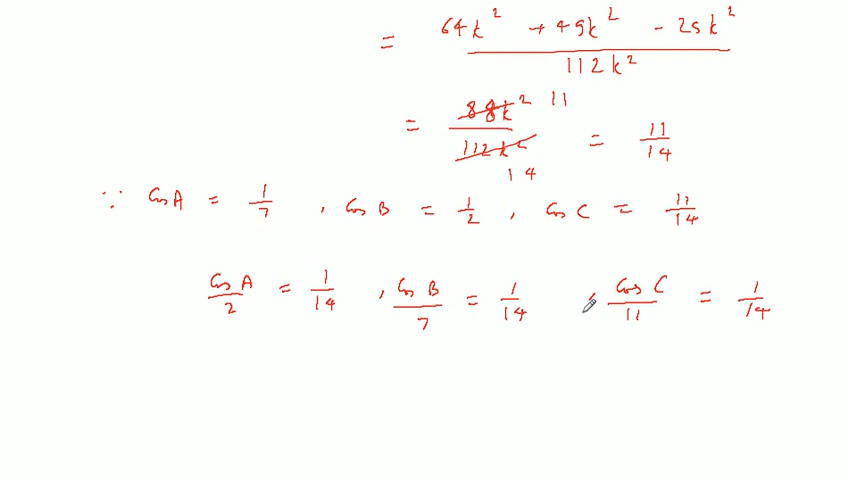 = 64k² + 49k² - 25k² / 112k²
= 88k² 11 / 112k² 14 = 11/14
∵ Cos A = 1/7 , Cos B = 1/2 , Cos C = 11/14
Cos A/2 = 1/14 , Cos B/7 = 1/14 , Cos C/11 = 1/14